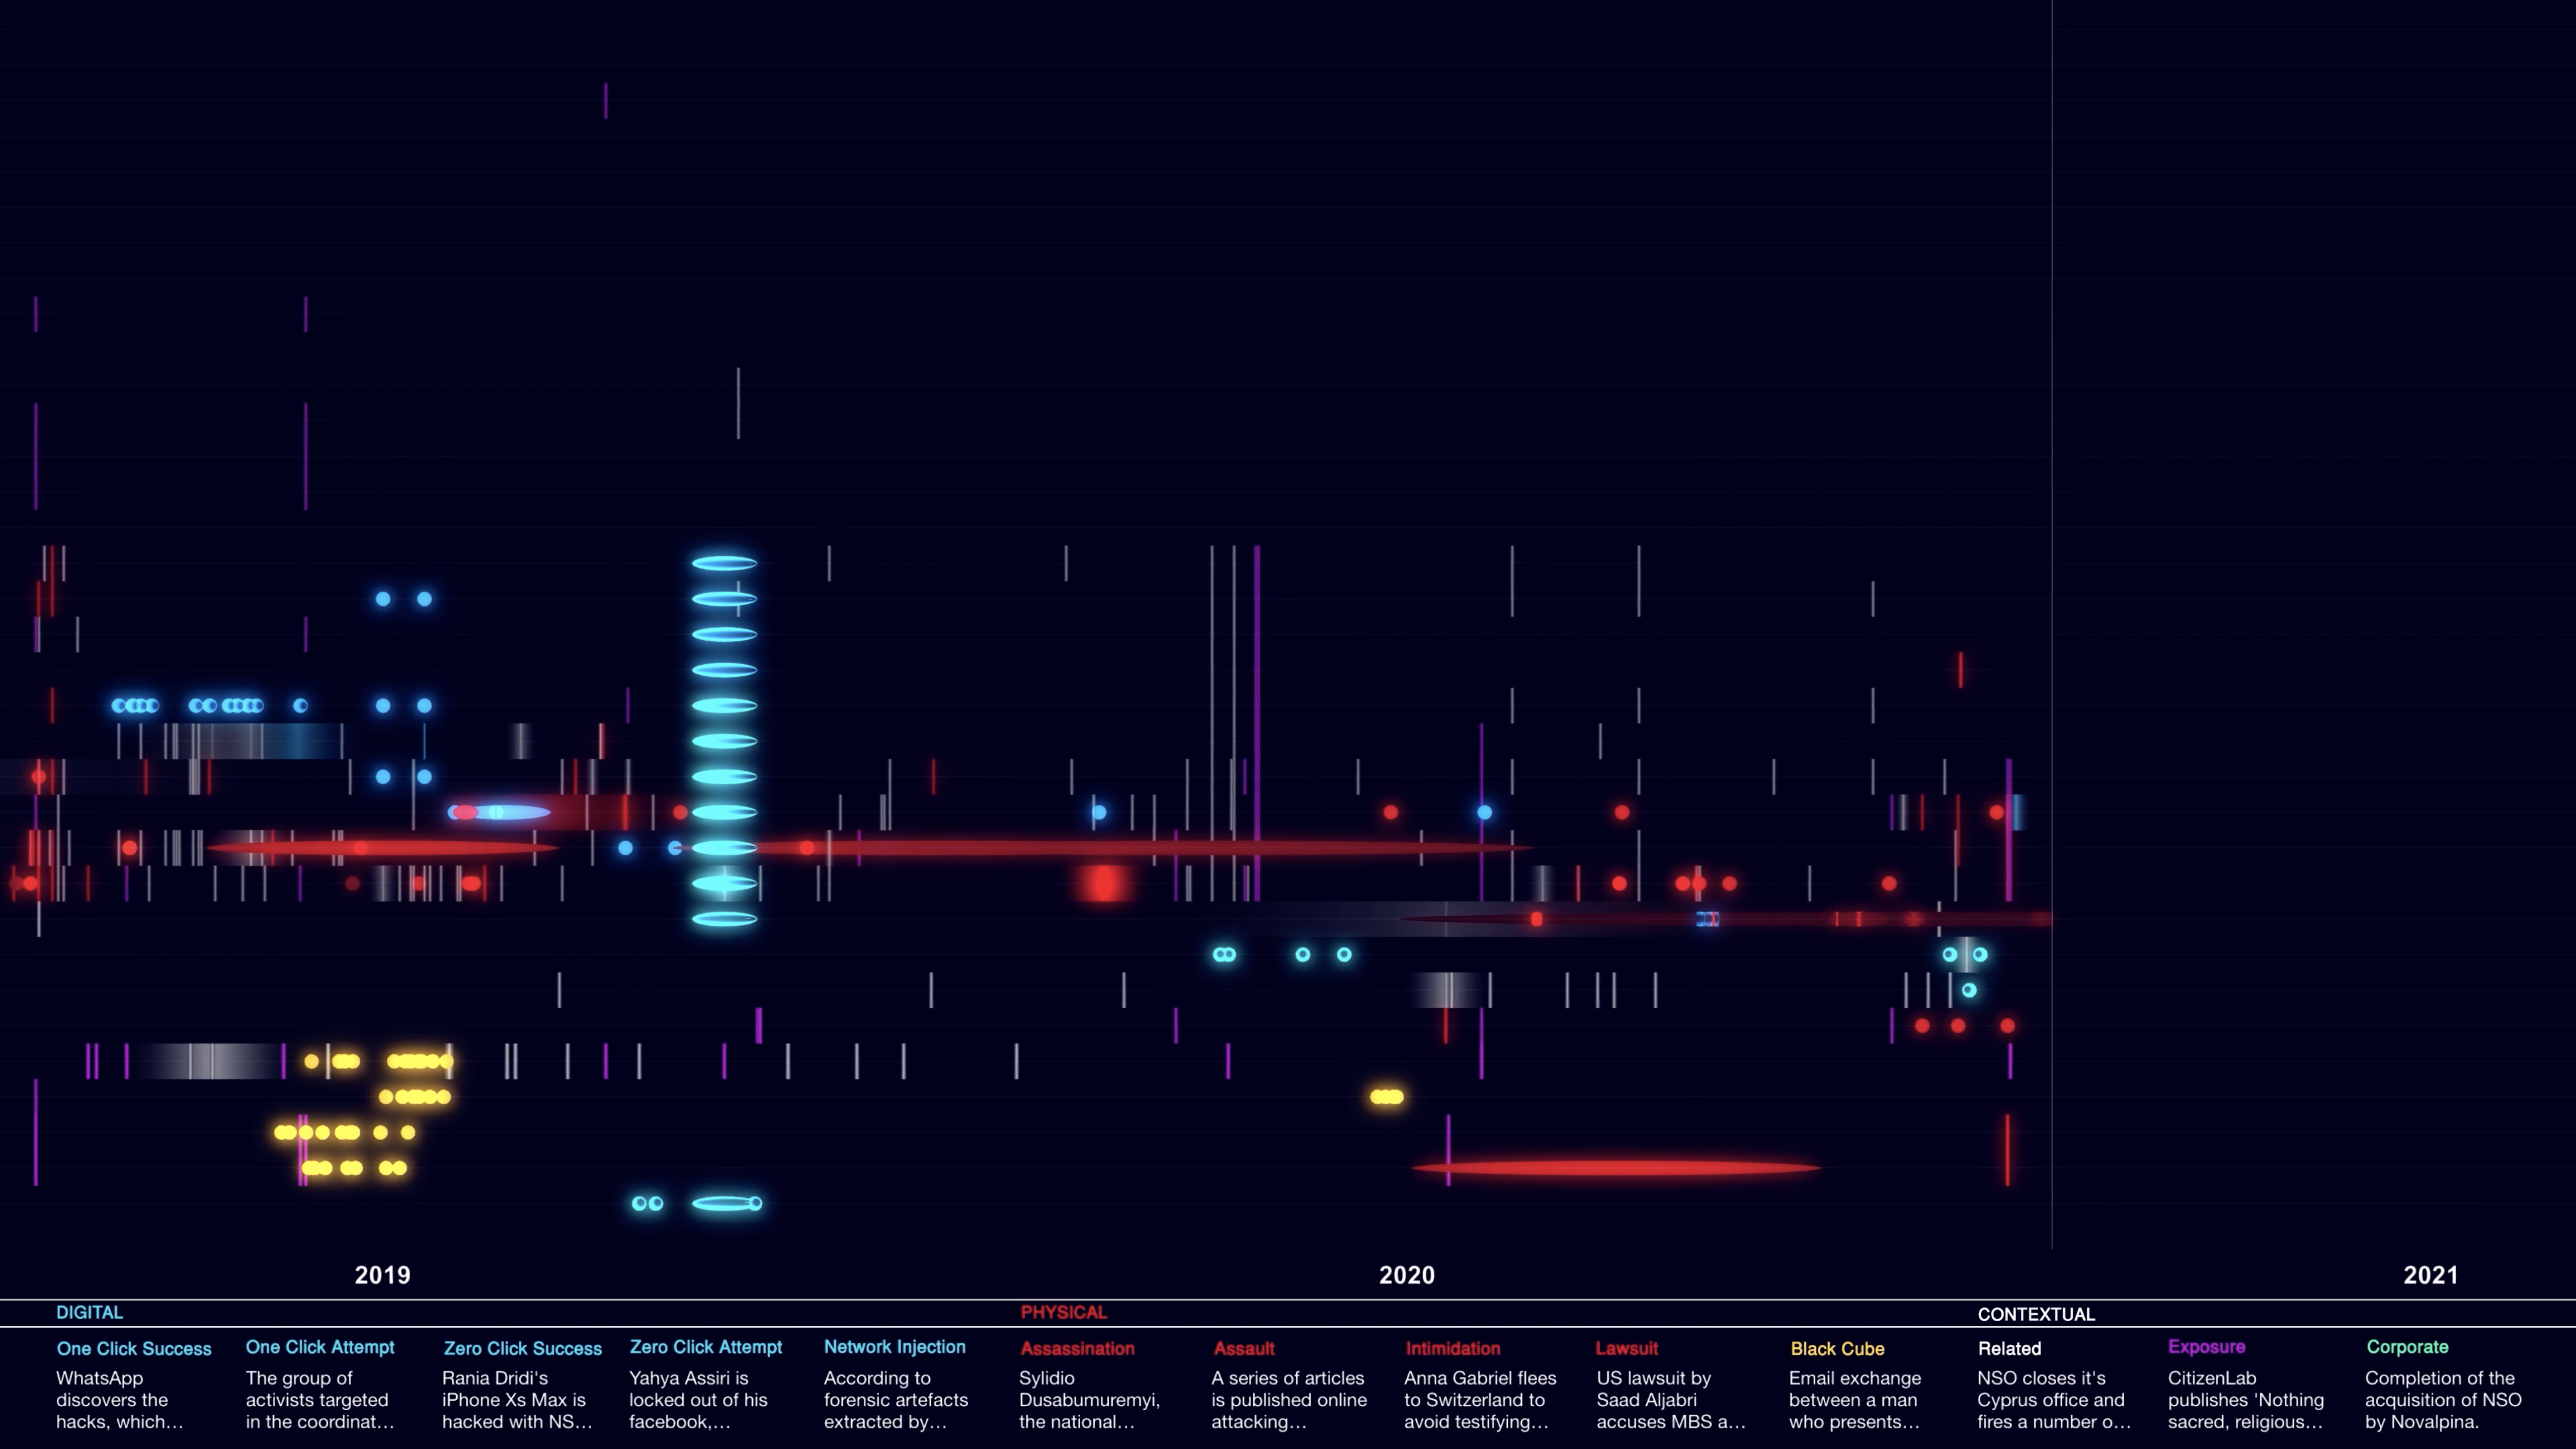 2019 2020 2021
DIGITAL PHYSICAL CONTEXTUAL
One Click Success
WhatsApp
discovers the
hacks, which...
One Click Attempt
The group of
activists targeted
in the coordinat...
Zero Click Success
Rania Dridi's
iPhone Xs Max is
hacked with NS...
Zero Click Attempt
Yahya Assiri is
locked out of his
facebook,...
Network Injection
According to
forensic artefacts
extracted by...
Assassination
Sylidio
Dusabumuremyi,
the national...
Assault
A series of articles
is published online
attacking...
Intimidation
Anna Gabriel flees
to Switzerland to
avoid testifying...
Lawsuit
US lawsuit by
Saad Aljabri
accuses MBS a...
Black Cube
Email exchange
between a man
who presents...
Related
NSO closes it's
Cyprus office and
fires a number o...
Exposure
CitizenLab
publishes 'Nothing
sacred, religious...
Corporate
Completion of the
acquisition of NSO
by Novalpina.